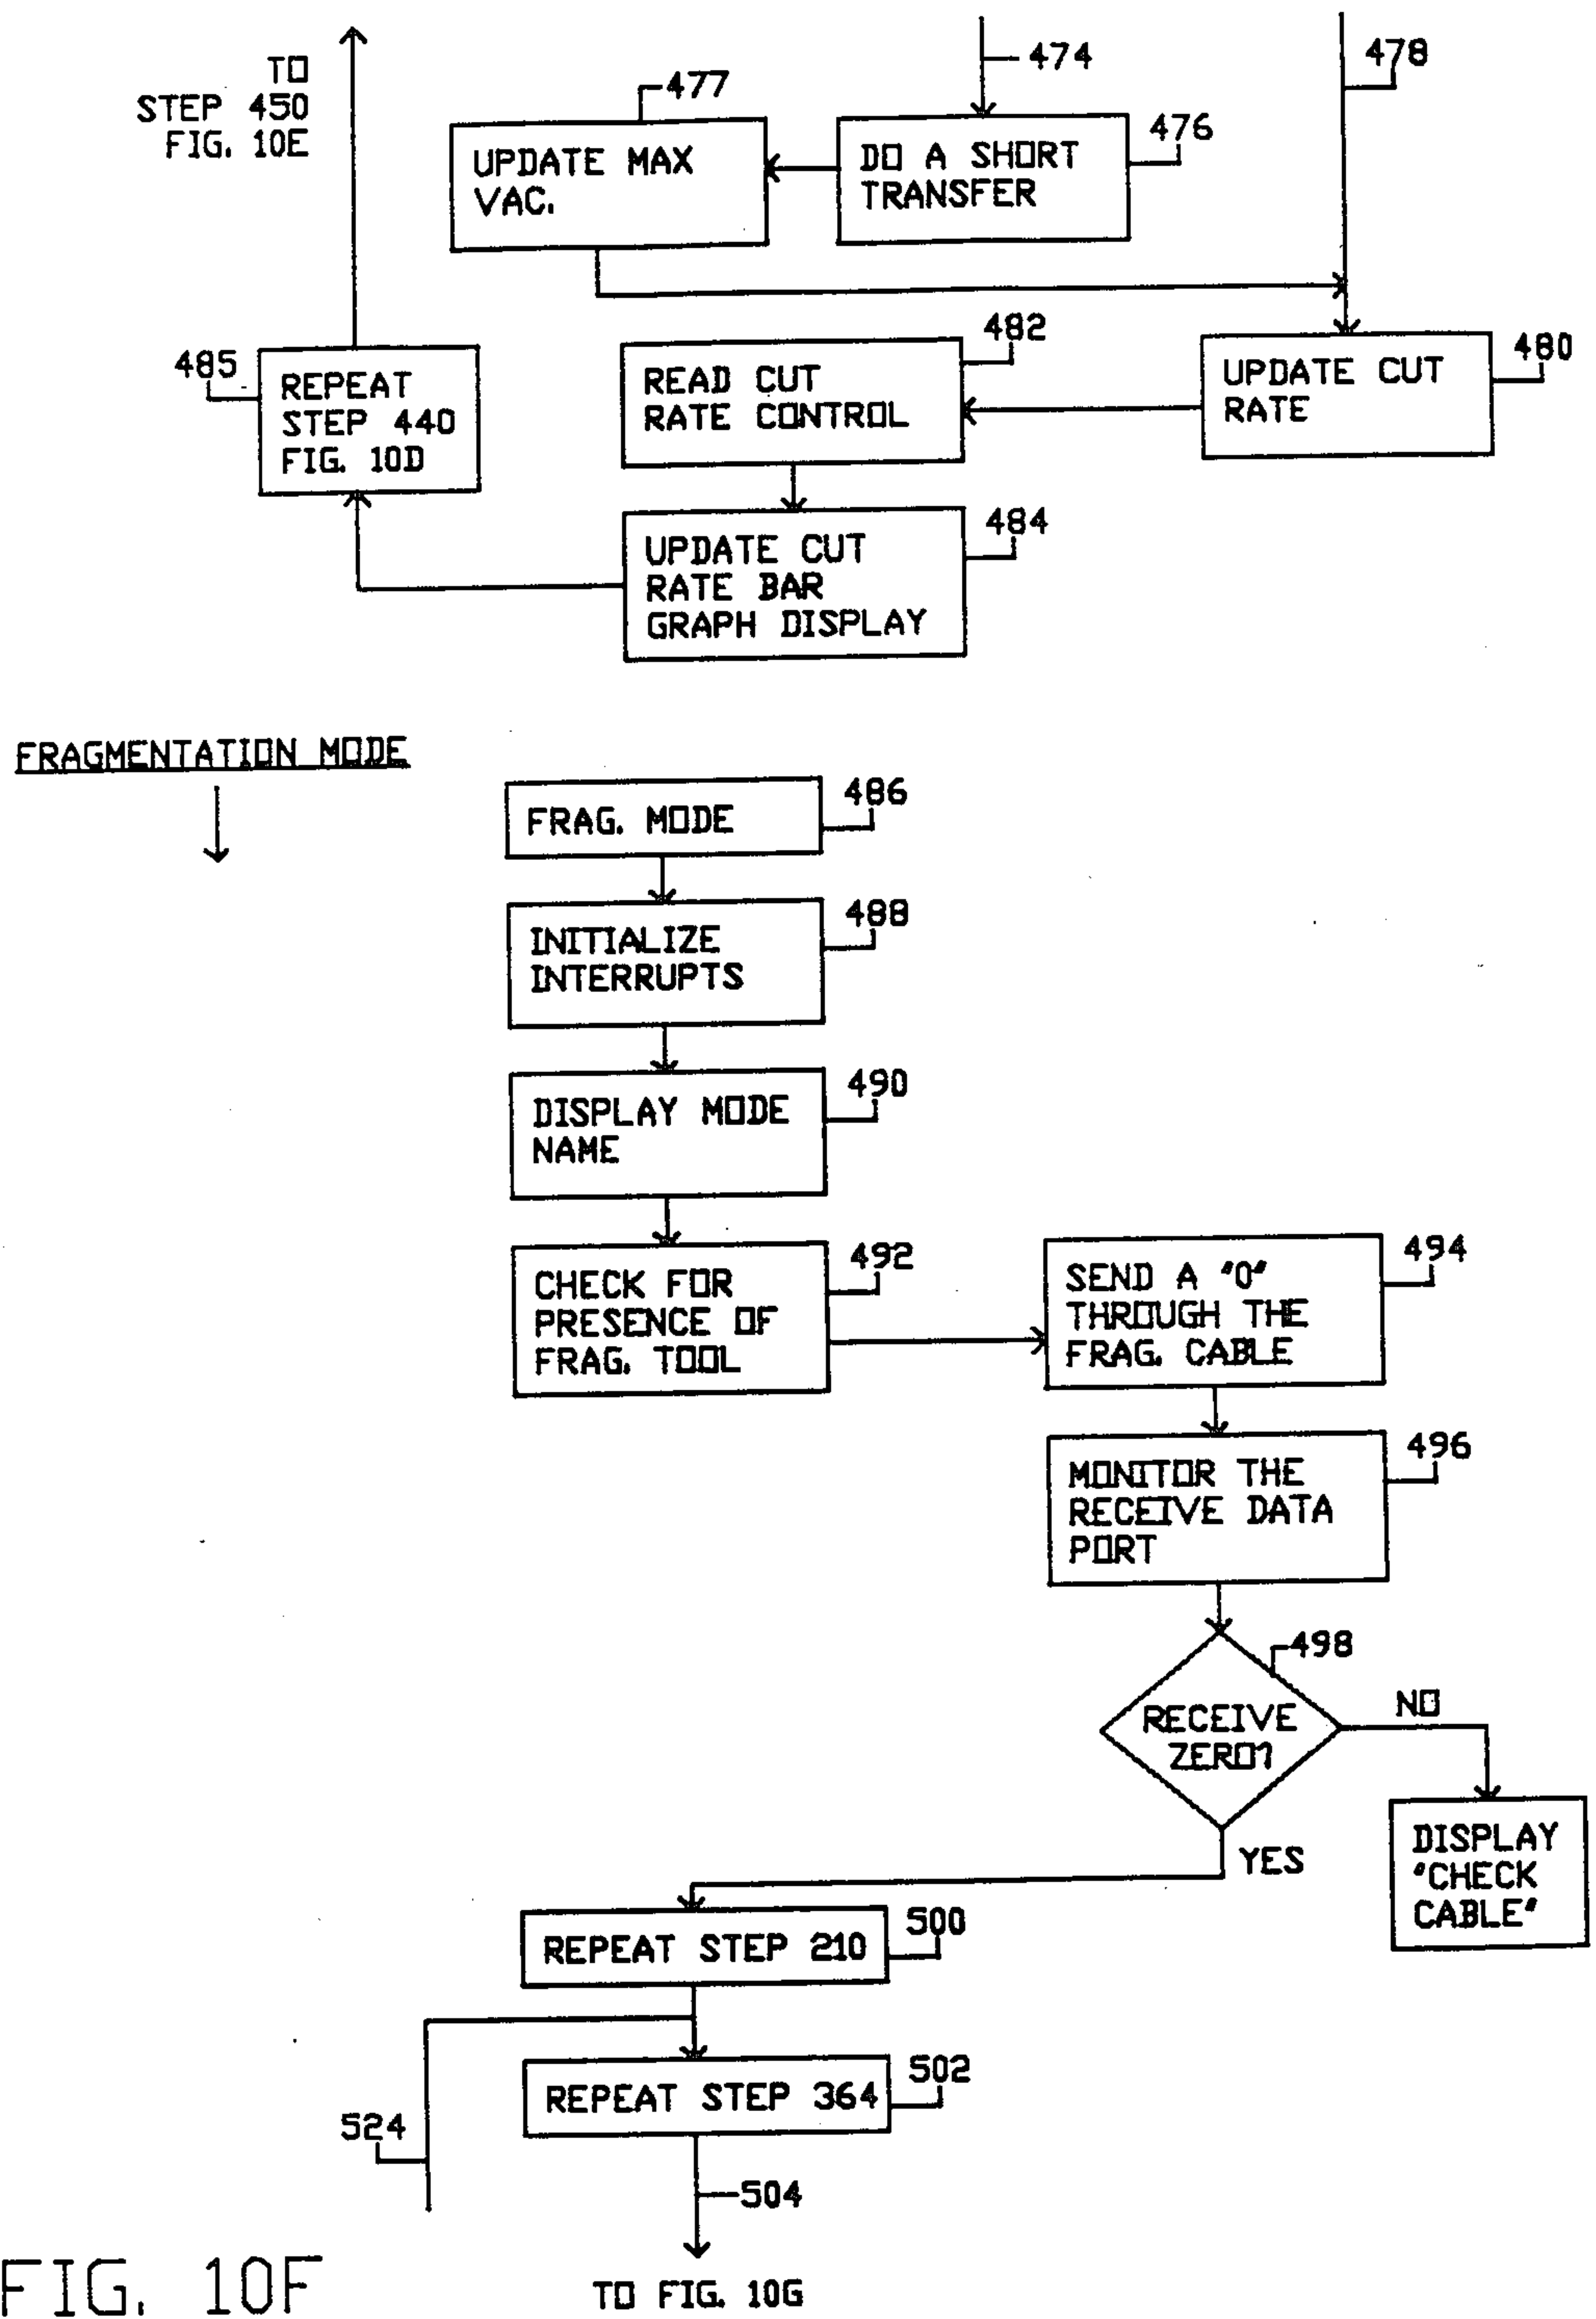 TO
STEP 450
FIG. 10E
474
478
477
UPDATE MAX
VAC.
476
DO A SHORT
TRANSFER
482
READ CUT
RATE CONTROL
480
UPDATE CUT
RATE
485
REPEAT
STEP 440
FIG. 10D
484
UPDATE CUT
RATE BAR
GRAPH DISPLAY
FRAGMENTATION MODE
486
FRAG. MODE
488
INITIALIZE
INTERRUPTS
490
DISPLAY MODE
NAME
492
CHECK FOR
PRESENCE OF
FRAG. TOOL
494
SEND A "0"
THROUGH THE
FRAG. CABLE
496
MONITOR THE
RECEIVE DATA
PORT
498
RECEIVE
ZERO?
NO
DISPLAY
"CHECK
CABLE"
YES
500
REPEAT STEP 210
502
REPEAT STEP 364
524
504
FIG. 10F
TO FIG. 10G